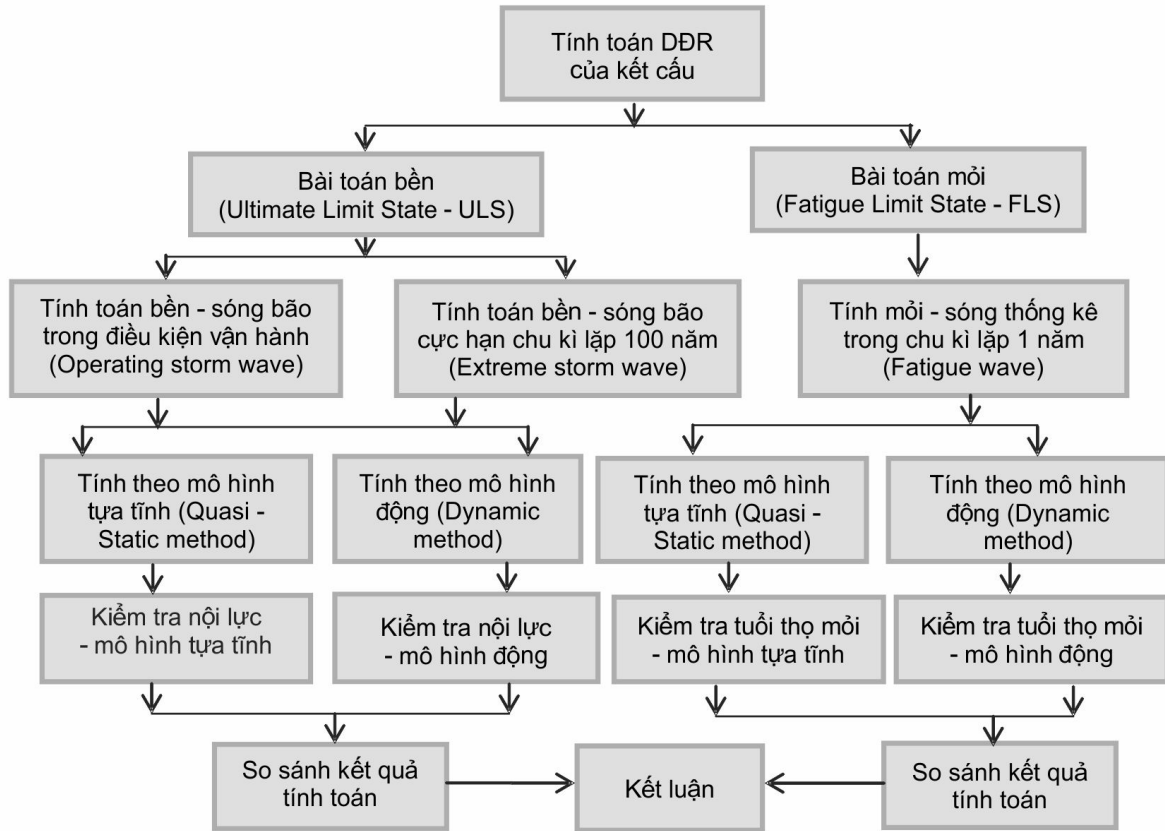 Tính toán DĐR
của kết cấu
Bài toán bền
(Ultimate Limit State - ULS)
Bài toán mỏi
(Fatigue Limit State - FLS)
Tính toán bền - sóng bão
trong điều kiện vận hành
(Operating storm wave)
Tính toán bền - sóng bão
cực hạn chu kì lặp 100 năm
(Extreme storm wave)
Tính mỏi - sóng thống kê
trong chu kì lặp 1 năm
(Fatigue wave)
Tính theo mô hình
tựa tĩnh (Quasi -
Static method)
Tính theo mô hình
động (Dynamic
method)
Tính theo mô hình
tựa tĩnh (Quasi -
Static method)
Tính theo mô hình
động (Dynamic
method)
Kiểm tra nội lực
- mô hình tựa tĩnh
Kiểm tra nội lực
- mô hình động
Kiểm tra tuổi thọ mỏi
- mô hình tựa tĩnh
Kiểm tra tuổi thọ mỏi
- mô hình động
So sánh kết quả
tính toán
Kết luận
So sánh kết quả
tính toán